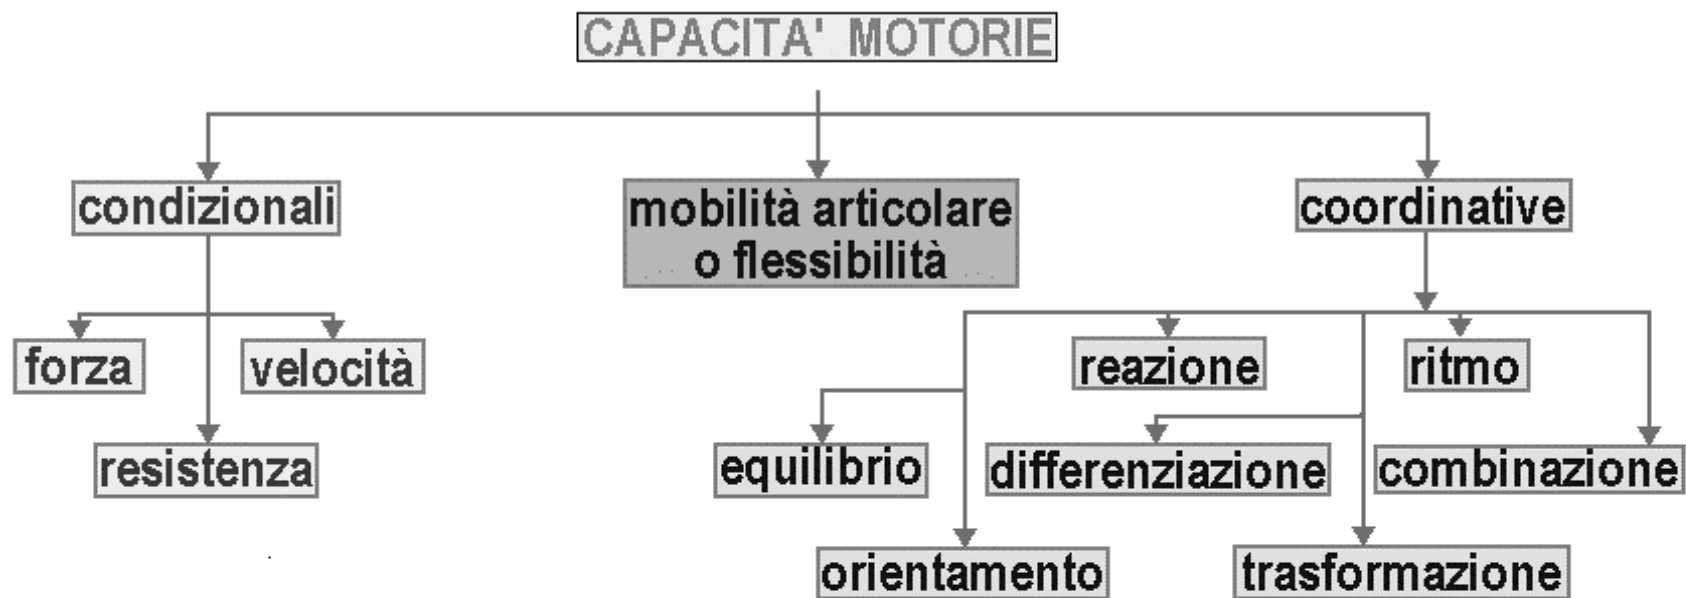 CAPACITA' MOTORIE
condizionali
mobilità articolare
o flessibilità
coordinative
forza
velocità
resistenza
reazione
ritmo
equilibrio
differenziazione
combinazione
orientamento
trasformazione